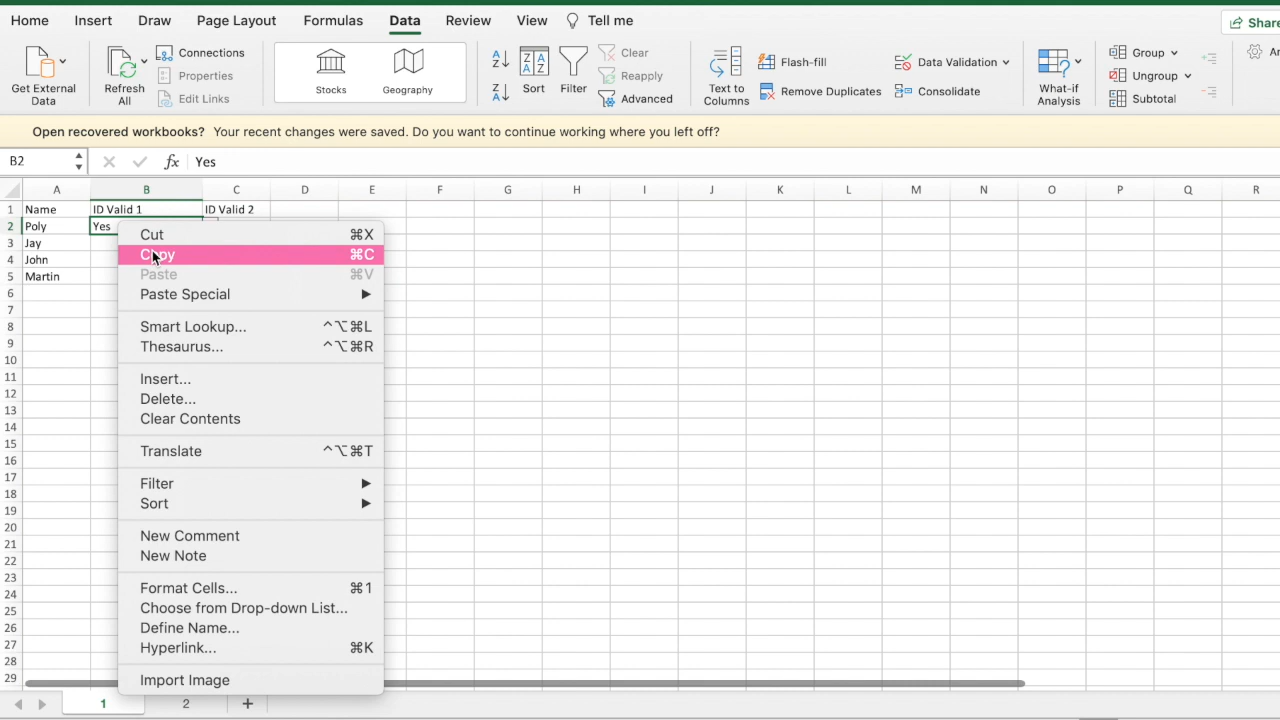 Home Insert Draw Page Layout Formulas Data Review View Tell me Share
Get External Data
Refresh All
Connections
Properties
Edit Links
Stocks
Geography
Sort
Filter
Clear
Reapply
Advanced
Text to Columns
Flash-fill
Remove Duplicates
Data Validation
Consolidate
What-if Analysis
Group
Ungroup
Subtotal
Open recovered workbooks? Your recent changes were saved. Do you want to continue working where you left off?
B2 fx Yes
A B C D E F G H I J K L M N O P Q R
1 Name ID Valid 1 ID Valid 2
2 Poly Yes
3 Jay
4 John
5 Martin
6
7
8
9
10
11
12
13
14
15
16
17
18
19
20
21
22
23
24
25
26
27
28
29
Cut ⌘X
Copy ⌘C
Paste ⌘V
Paste Special
Smart Lookup... ^⌥⌘L
Thesaurus... ^⌥⌘R
Insert...
Delete...
Clear Contents
Translate ^⌥⌘T
Filter
Sort
New Comment
New Note
Format Cells... ⌘1
Choose from Drop-down List...
Define Name...
Hyperlink... ⌘K
Import Image
1 2 +